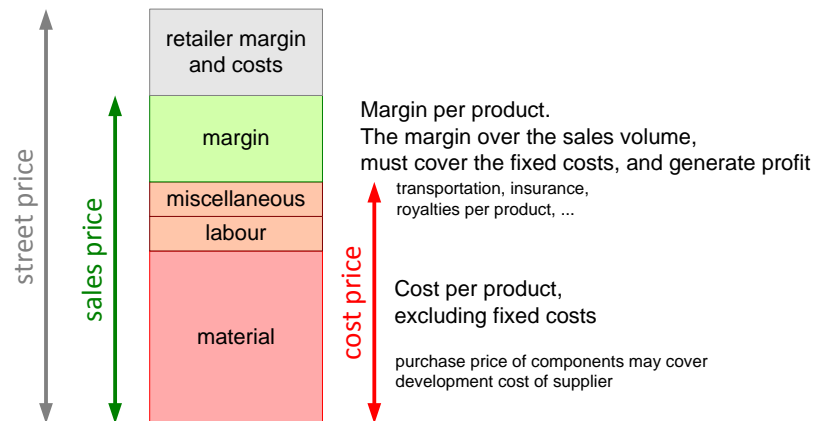 street price
sales price
retailer margin
and costs
margin
miscellaneous
labour
material
cost price
Margin per product.
The margin over the sales volume,
must cover the fixed costs, and generate profit
transportation, insurance,
royalties per product, ...
Cost per product,
excluding fixed costs
purchase price of components may cover
development cost of supplier